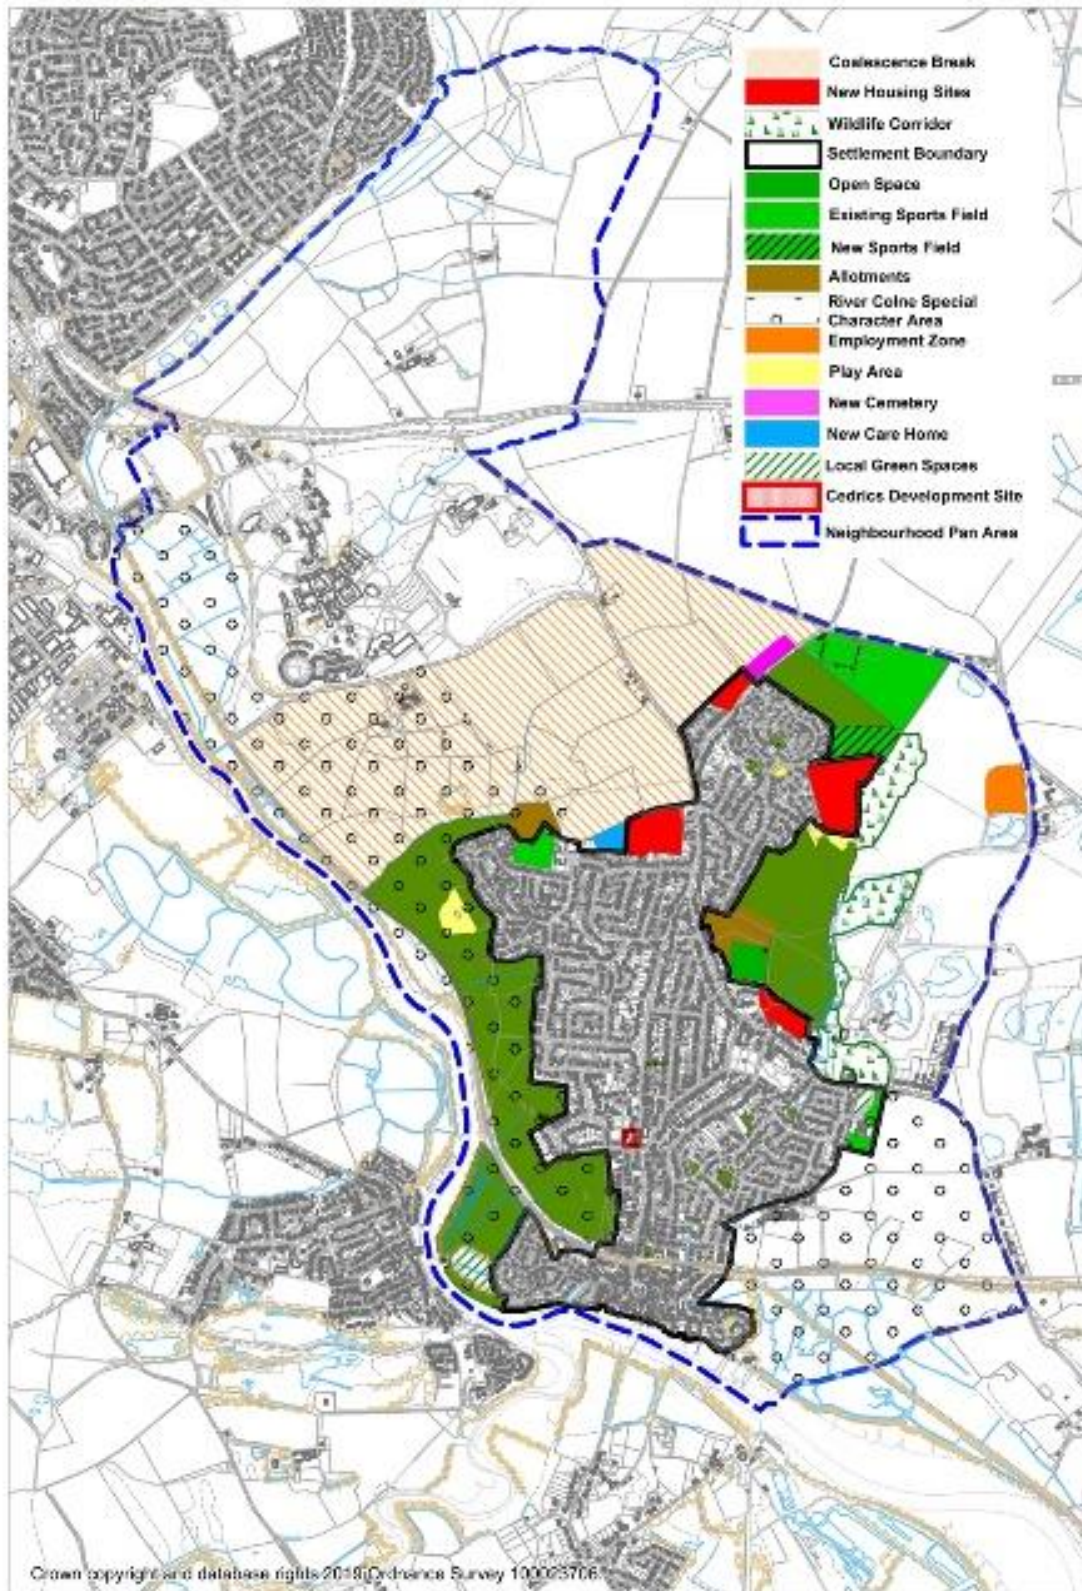 Coalescence Break
New Housing Sites
Wildlife Corridor
Settlement Boundary
Open Space
Existing Sports Field
New Sports Field
Allotments
River Colne Special
Character Area
Employment Zone
Play Area
New Cemetery
New Care Home
Local Green Spaces
Cedrics Development Site
Neighbourhood Pan Area
Crown copyright and database rights 2019 Ordnance Survey 100023706